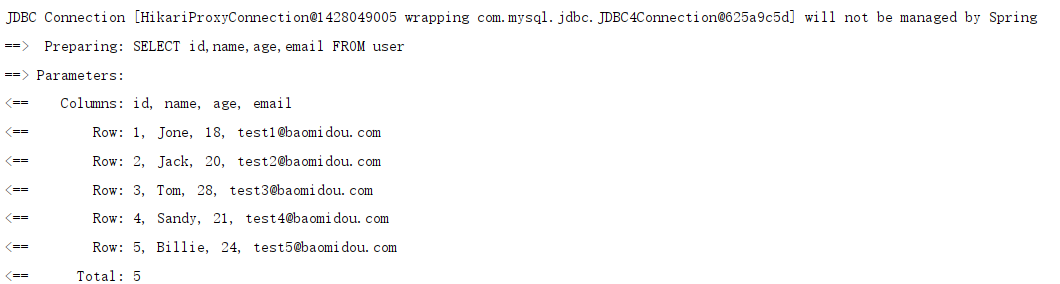 JDBC Connection [HikariProxyConnection@1428049005 wrapping com.mysql.jdbc.JDBC4Connection@625a9c5d] will not be managed by Spring
==>  Preparing: SELECT id,name,age,email FROM user
==> Parameters:
<==    Columns: id, name, age, email
<==        Row: 1, Jone, 18, test1@baomidou.com
<==        Row: 2, Jack, 20, test2@baomidou.com
<==        Row: 3, Tom, 28, test3@baomidou.com
<==        Row: 4, Sandy, 21, test4@baomidou.com
<==        Row: 5, Billie, 24, test5@baomidou.com
<==      Total: 5